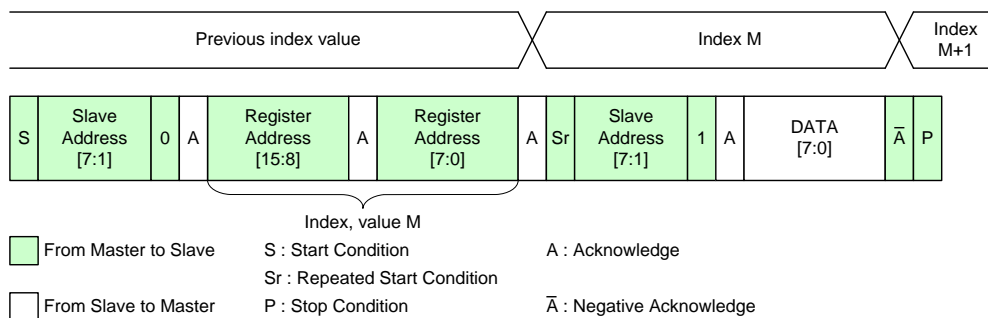 Previous index value
Index M
Index
M+1
S
Slave
Address
[7:1]
0
A
Register
Address
[15:8]
A
Register
Address
[7:0]
A
Sr
Slave
Address
[7:1]
1
A
DATA
[7:0]
A̅
P
Index, value M
From Master to Slave
S : Start Condition
A : Acknowledge
Sr : Repeated Start Condition
From Slave to Master
P : Stop Condition
A̅ : Negative Acknowledge